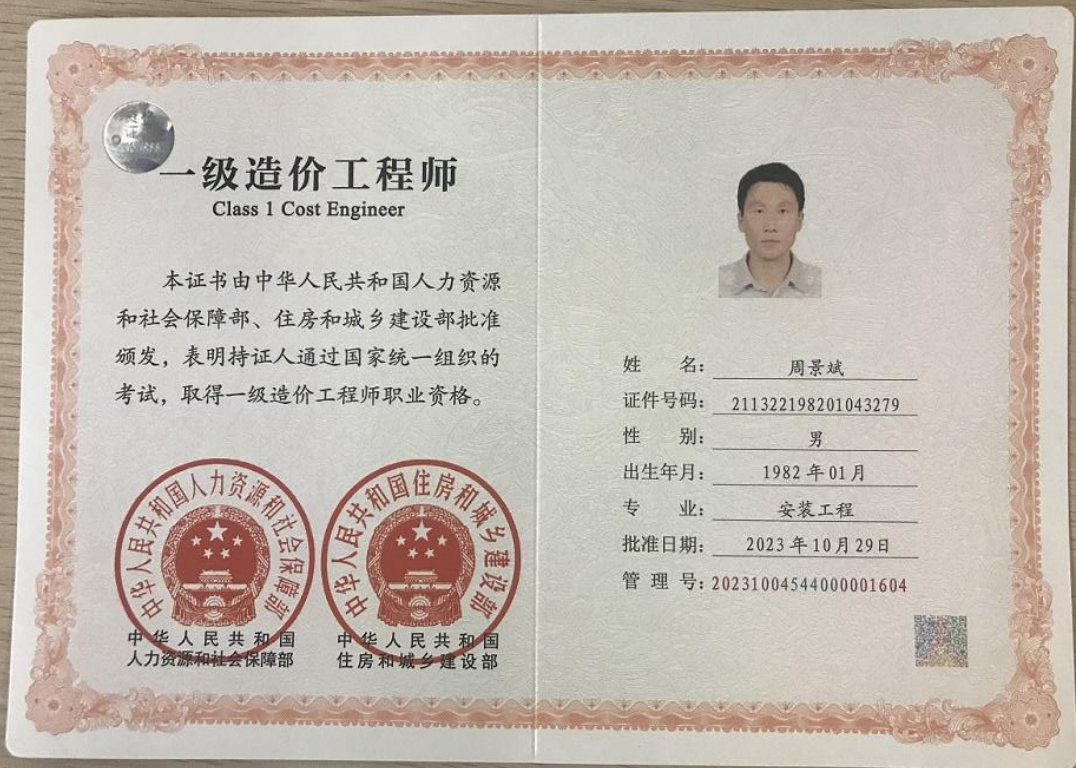 一级造价工程师
Class 1 Cost Engineer
本证书由中华人民共和国人力资源
和社会保障部、住房和城乡建设部批准
颁发，表明持证人通过国家统一组织的
考试，取得一级造价工程师职业资格。
中华人民共和国人力资源和社会保障部
中华人民共和国住房和城乡建设部
中华人民共和国
人力资源和社会保障部
中华人民共和国
住房和城乡建设部
姓 名：周景斌
证件号码：211322198201043279
性 别：男
出生年月：1982年01月
专 业：安装工程
批准日期：2023年10月29日
管 理 号：20231004544000001604